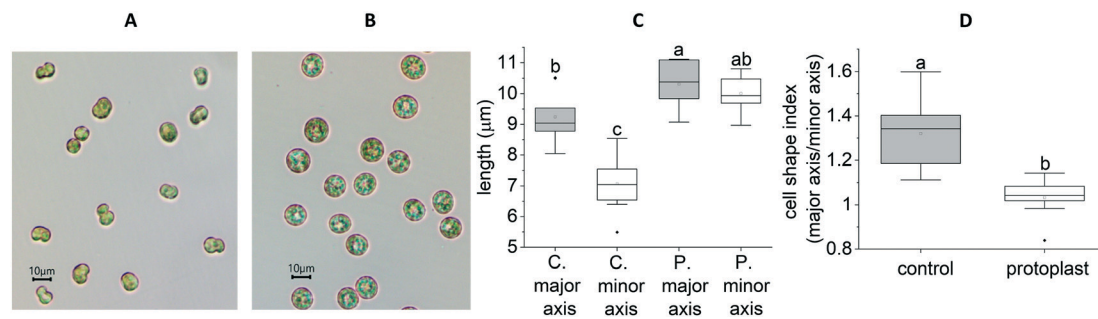 A
B
C
D
10μm
10μm
length (μm)
11
10
9
8
7
6
5
b
c
a
ab
C.
major
axis
C.
minor
axis
P.
major
axis
P.
minor
axis
cell shape index
(major axis/minor axis)
1.6
1.4
1.2
1
0.8
a
b
control
protoplast